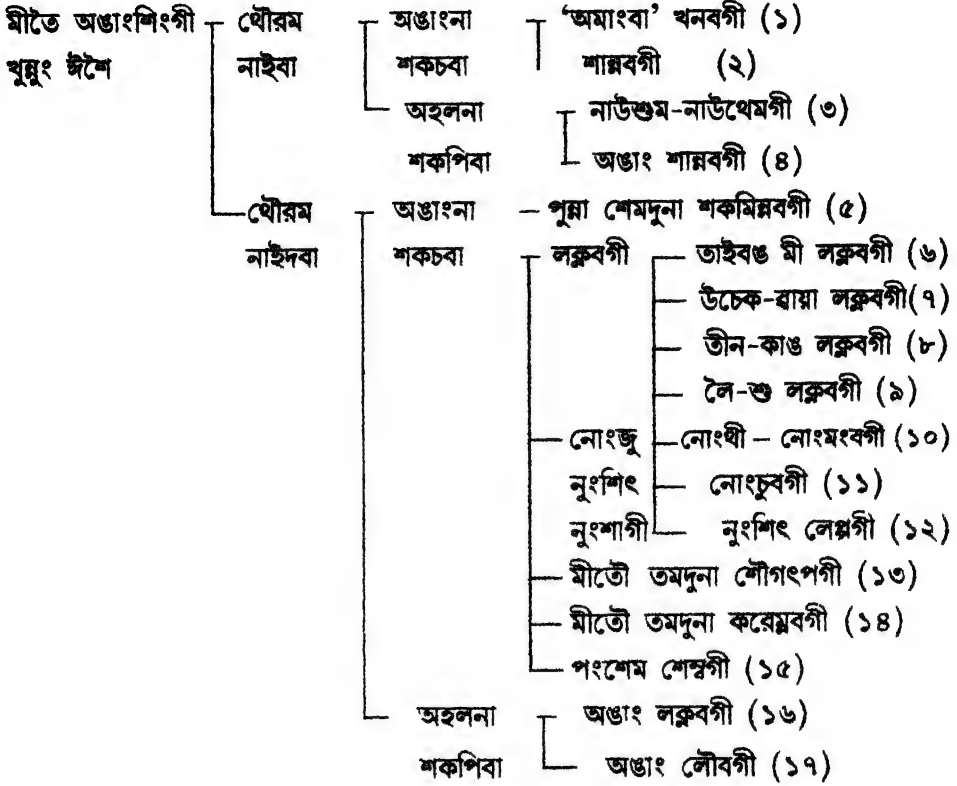 মীতৈ অঙাংশিংগী থৌরম অঙাংনা ‘অমাংবা’ খনবগী (১)
খুন্নুং ঈশৈ নাইবা শকচবা শান্নবগী (২)
অহলনা নাউশুম-নাউথেমগী (৩)
শকপিবা অঙাং শান্নবগী (৪)
থৌরম অঙাংনা – পুন্না শেমদুনা শকমিন্নবগী (৫)
নাইদবা শকচবা লক্লবগী তাইবঙ মী লক্লবগী (৬)
উচেক-ৱায়া লক্লবগী(৭)
তীন-কাঙ লক্লবগী (৮)
লৈ-শু লক্লবগী (৯)
নোংজু নোংথী – নোংমংবগী (১০)
নুংশিৎ নোংচুবগী (১১)
নুংশাগী নুংশিৎ লেপ্পগী (১২)
মীতৌ তমদুনা শৌগৎপগী (১৩)
মীতৌ তমদুনা করেম্নবগী (১৪)
পংশেম শেম্বগী (১৫)
অহলনা অঙাং লক্লবগী (১৬)
শকপিবা অঙাং লৌবগী (১৭)